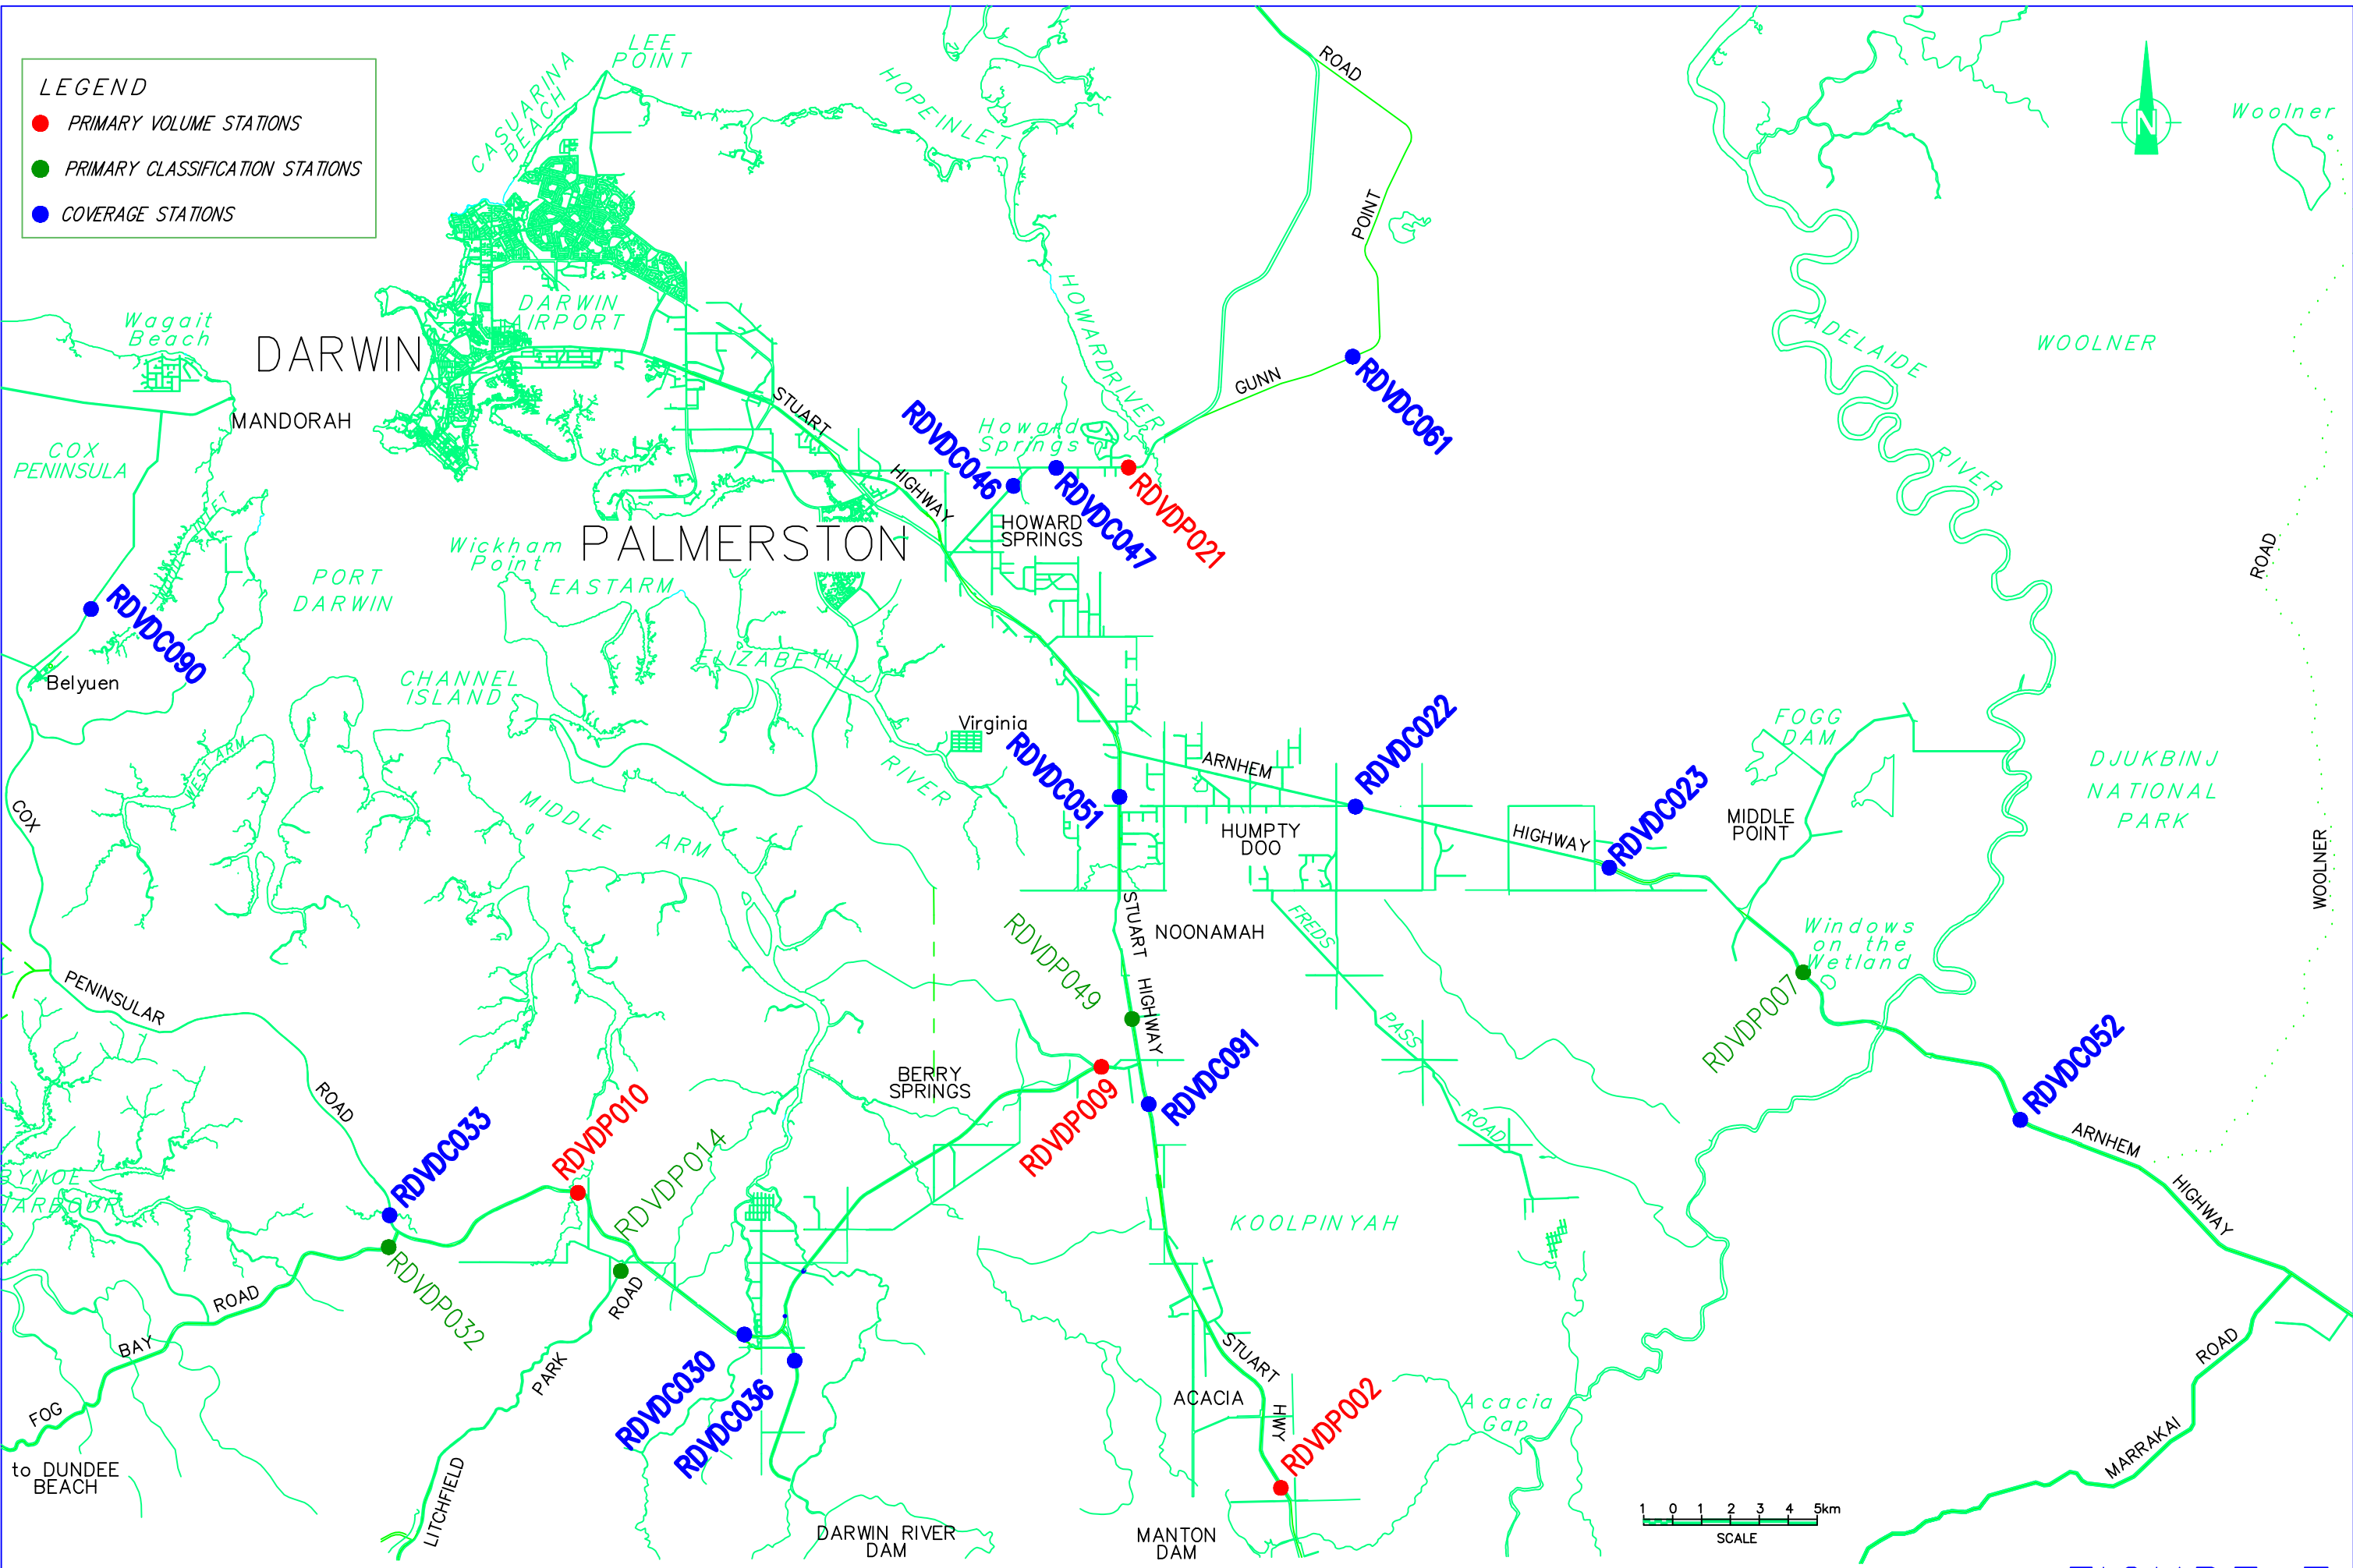 LEGEND
PRIMARY VOLUME STATIONS
PRIMARY CLASSIFICATION STATIONS
COVERAGE STATIONS
LEE
POINT
CASUARINA
BEACH
HOPEINLET
ROAD
Woolner
N
POINT
HOWARDRIVER
Wagait
Beach
DARWIN
AIRPORT
DARWIN
MANDORAH
COX
PENINSULA
STUART
HIGHWAY
GUNN
RDVDC061
ADELAIDE
RIVER
WOOLNER
RDVDC046
Howard
Springs
RDVDC047
RDVDP021
HOWARD
SPRINGS
PALMERSTON
Wickham
Point
EASTARM
INLET
PORT
DARWIN
ROAD
RDVDC090
Belyuen
ELIZABETH
RIVER
CHANNEL
ISLAND
Virginia
RDVDC051
ARNHEM
RDVDC022
HIGHWAY
RDVDC023
FOGG
DAM
DJUKBINJ
NATIONAL
PARK
WEST ARM
MIDDLE ARM
HUMPTY
DOO
MIDDLE
POINT
COX
WOOLNER
STUART
HIGHWAY
NOONAMAH
FREDS
PASS
ROAD
Windows
on the
Wetland
RDVDP049
RDVDP007
PENINSULAR
ROAD
BERRY
SPRINGS
RDVDP009
RDVDC091
RDVDC052
ARNHEM
HIGHWAY
RDVDC033
RDVDP010
RDVDP014
BYNOE
HARBOUR
KOOLPINYAH
RDVDP032
ROAD
BAY
FOG
to DUNDEE
BEACH
ROAD
PARK
LITCHFIELD
RDVDC030
RDVDC036
STUART
HWY
ACACIA
RDVDP002
Acacia
Gap
ROAD
MARRAKAI
DARWIN RIVER
DAM
MANTON
DAM
1 0 1 2 3 4 5km
SCALE